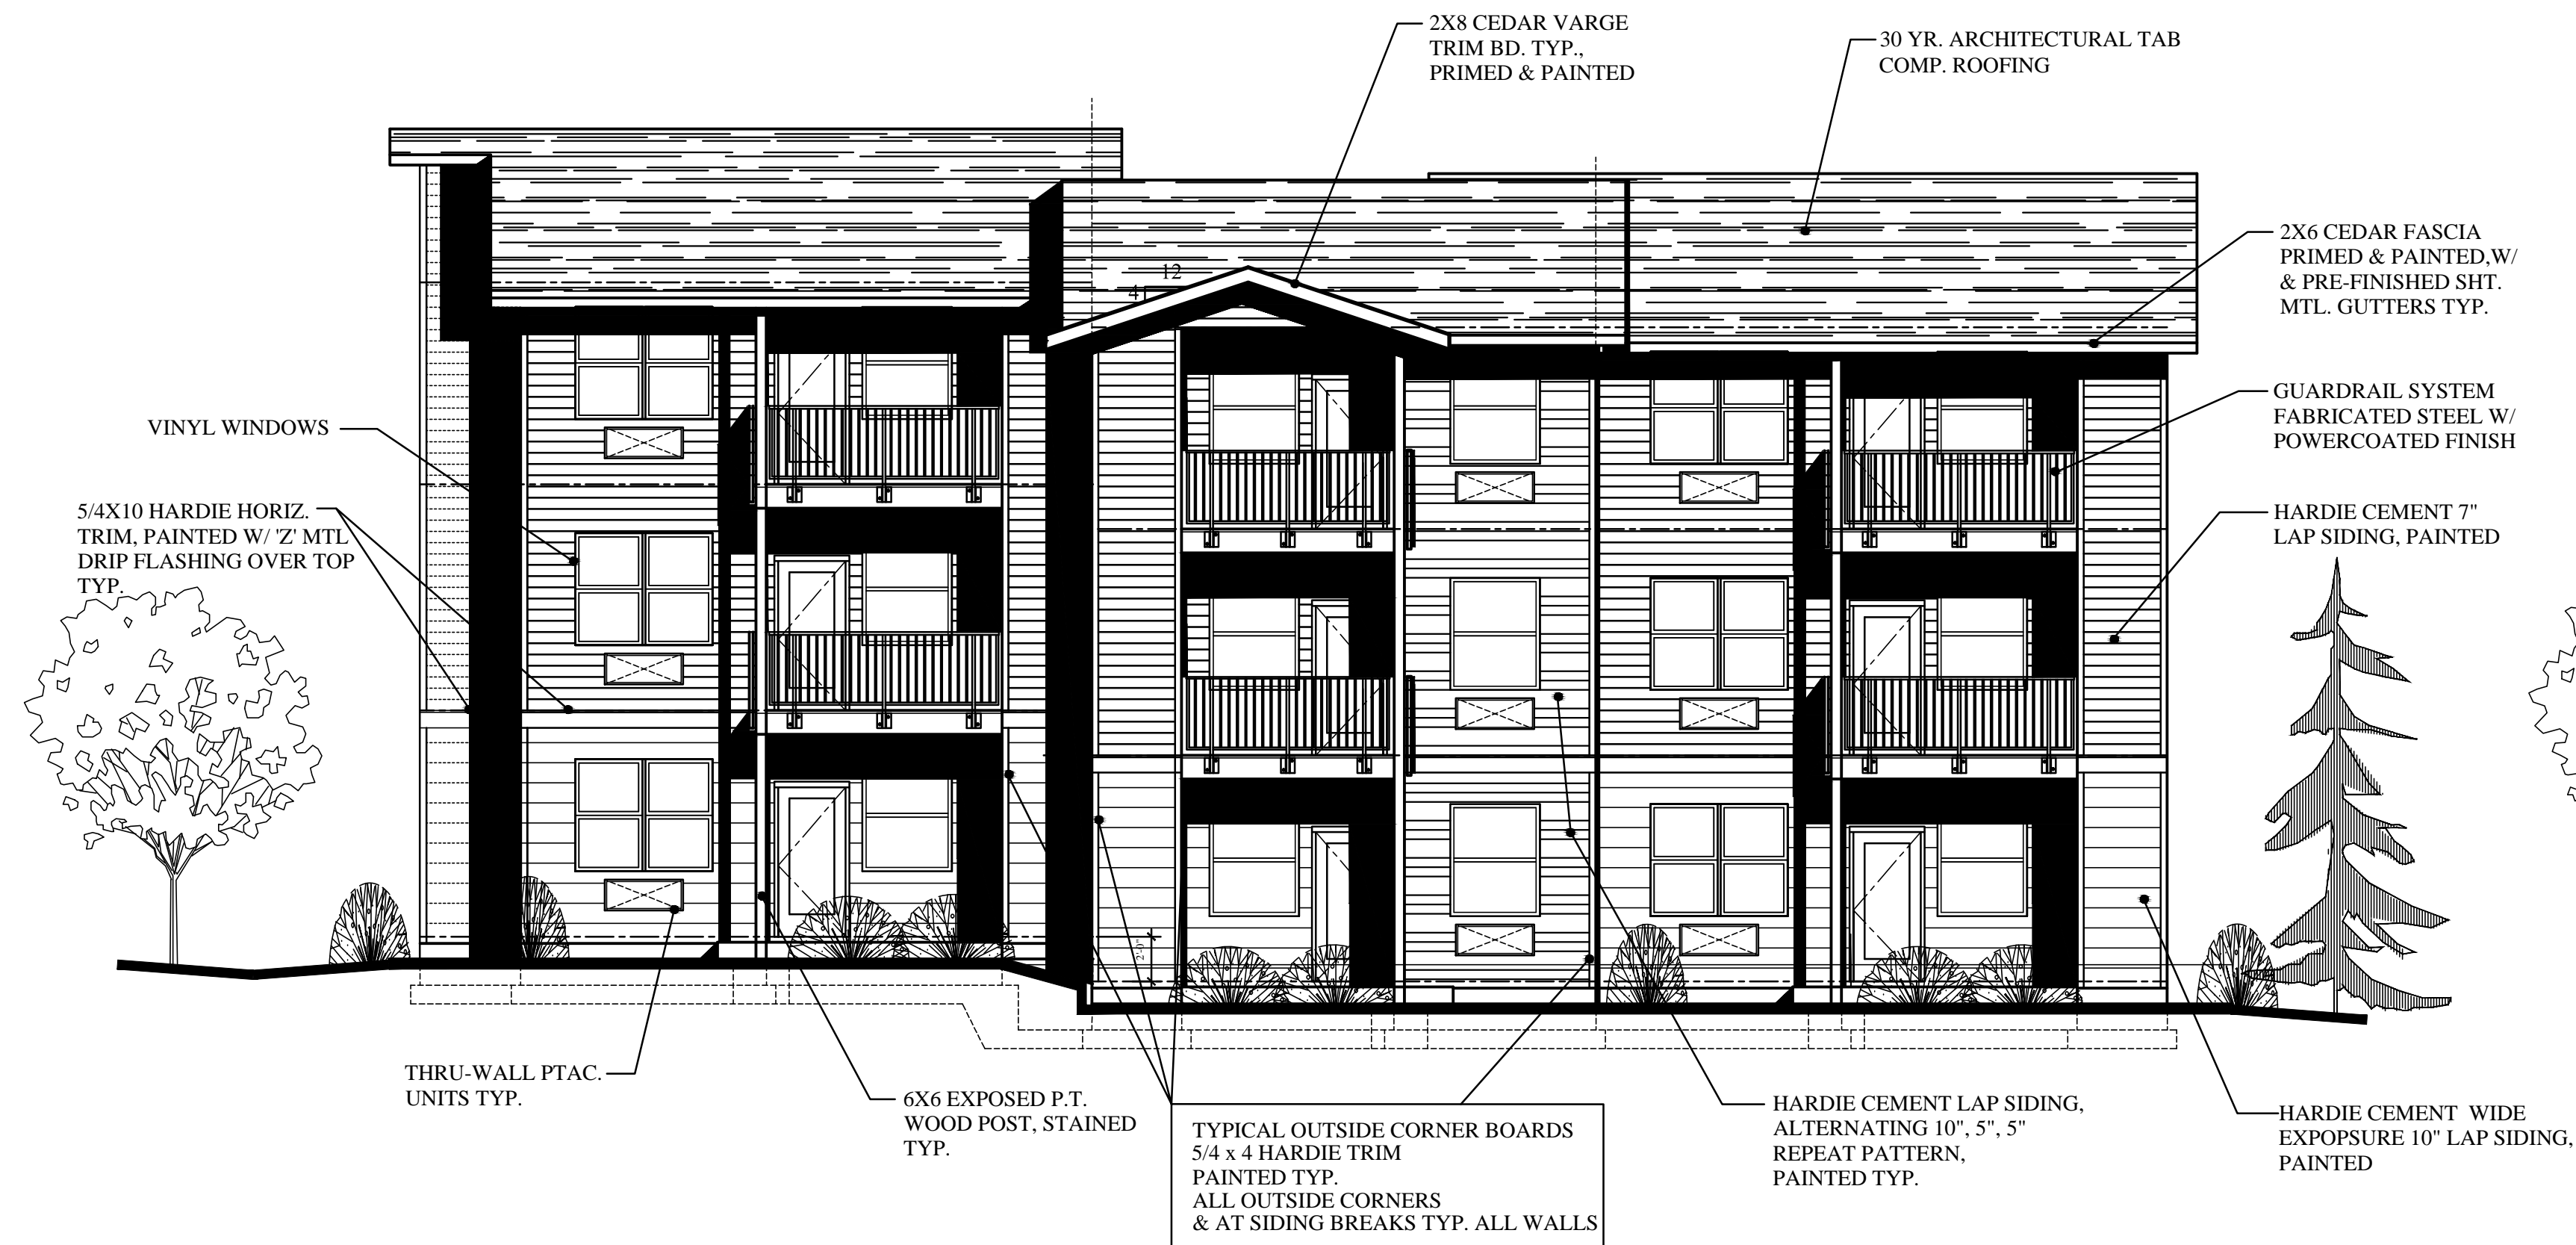 2X8 CEDAR VARGE
TRIM BD. TYP.,
PRIMED & PAINTED
30 YR. ARCHITECTURAL TAB
COMP. ROOFING
2X6 CEDAR FASCIA
PRIMED & PAINTED,W/
& PRE-FINISHED SHT.
MTL. GUTTERS TYP.
12
4
GUARDRAIL SYSTEM
FABRICATED STEEL W/
POWERCOATED FINISH
VINYL WINDOWS
5/4X10 HARDIE HORIZ.
TRIM, PAINTED W/ 'Z' MTL
DRIP FLASHING OVER TOP
TYP.
HARDIE CEMENT 7"
LAP SIDING, PAINTED
2'-0"
THRU-WALL PTAC.
UNITS TYP.
6X6 EXPOSED P.T.
WOOD POST, STAINED
TYP.
TYPICAL OUTSIDE CORNER BOARDS
5/4 x 4 HARDIE TRIM
PAINTED TYP.
ALL OUTSIDE CORNERS
& AT SIDING BREAKS TYP. ALL WALLS
HARDIE CEMENT LAP SIDING,
ALTERNATING 10", 5", 5"
REPEAT PATTERN,
PAINTED TYP.
HARDIE CEMENT WIDE
EXPOPSURE 10" LAP SIDING,
PAINTED